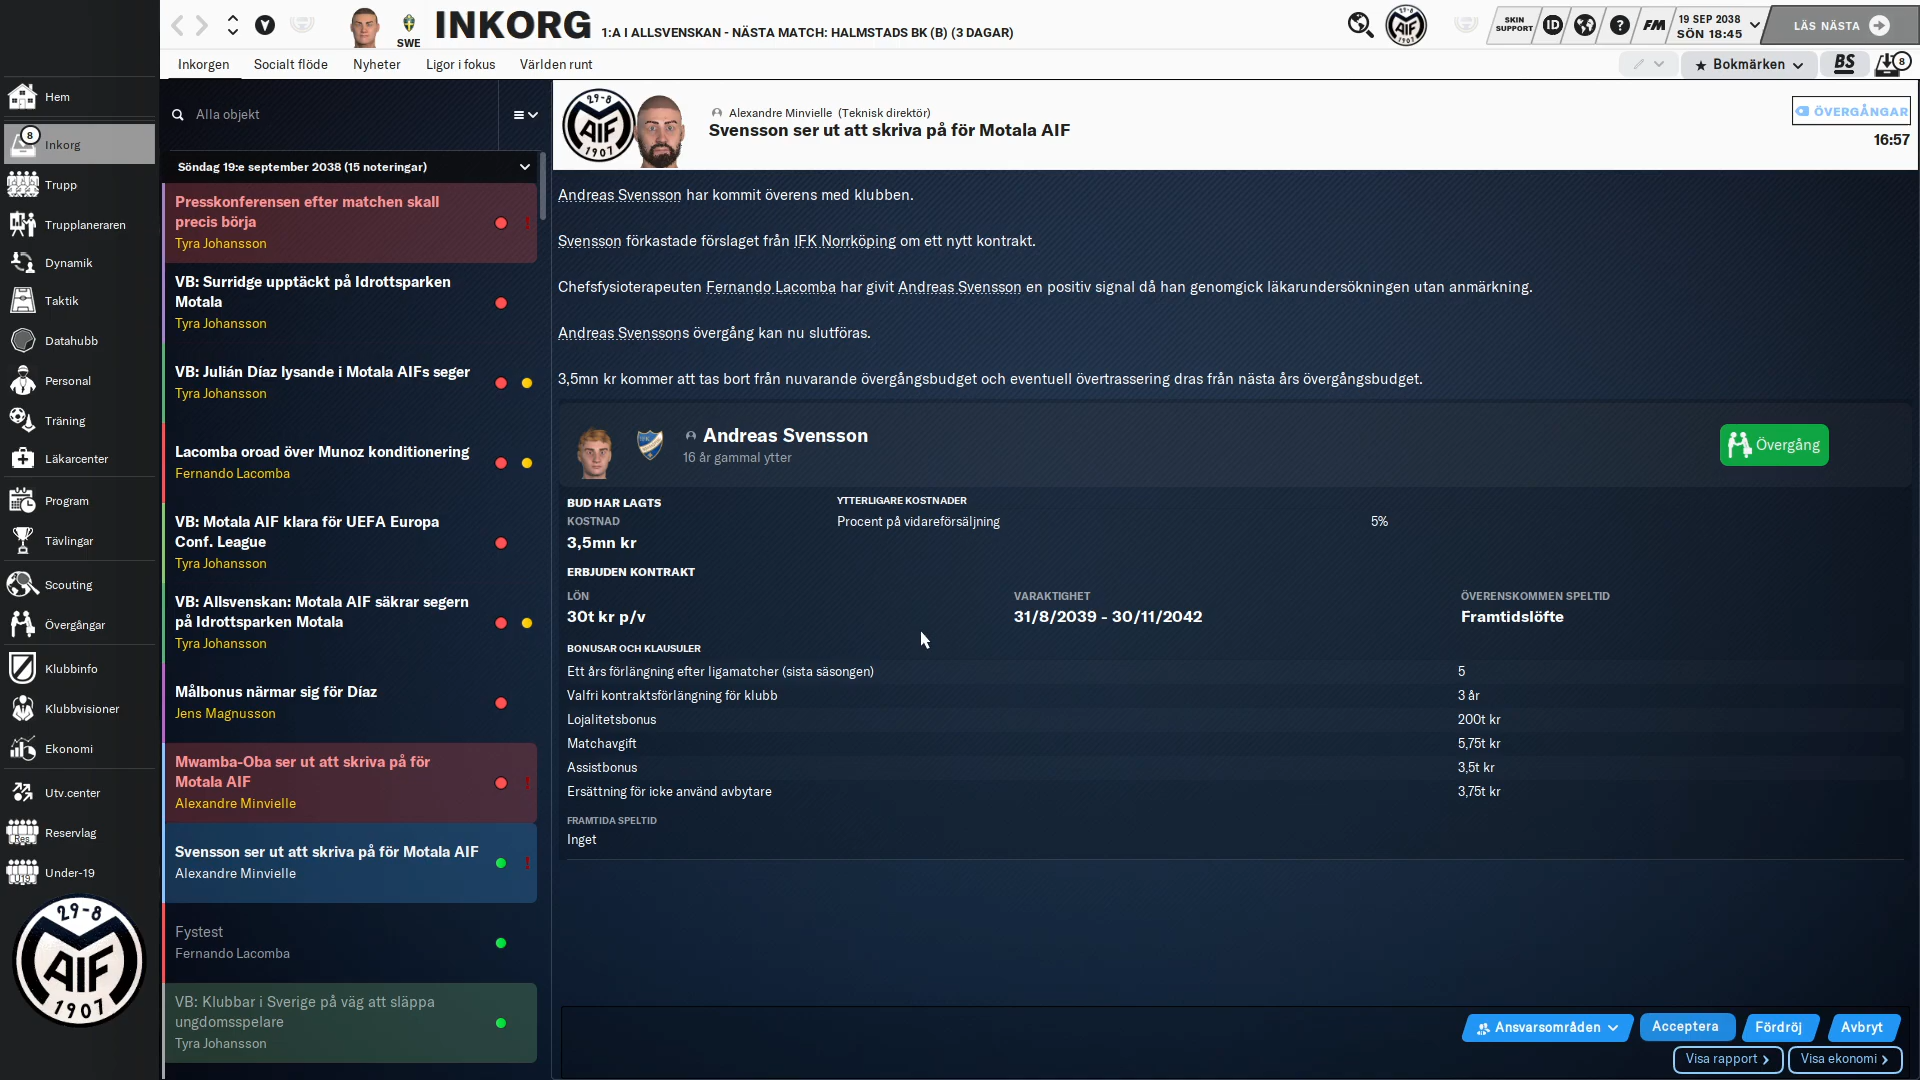 INKORG
1:A I ALLSVENSKAN - NÄSTA MATCH: HALMSTADS BK (B) (3 DAGAR)
SWE
SKIN SUPPORT
ID
FM
19 SEP 2038
SÖN 18:45
LÄS NÄSTA
Inkorgen
Socialt flöde
Nyheter
Ligor i fokus
Världen runt
Bokmärken
BS
8
Hem
8
Inkorg
Trupp
Trupplaneraren
Dynamik
Taktik
Datahubb
Personal
Träning
Läkarcenter
Program
Tävlingar
Scouting
Övergångar
Klubbinfo
Klubbvisioner
Ekonomi
Utv.center
Reservlag
Under-19
29-8
MAIF
1907
Alla objekt
Söndag 19:e september 2038 (15 noteringar)
Presskonferensen efter matchen skall
precis börja
Tyra Johansson
VB: Surridge upptäckt på Idrottsparken
Motala
Tyra Johansson
VB: Julián Díaz lysande i Motala AIFs seger
Tyra Johansson
Lacomba oroad över Munoz konditionering
Fernando Lacomba
VB: Motala AIF klara för UEFA Europa
Conf. League
Tyra Johansson
VB: Allsvenskan: Motala AIF säkrar segern
på Idrottsparken Motala
Tyra Johansson
Målbonus närmar sig för Díaz
Jens Magnusson
Mwamba-Oba ser ut att skriva på för
Motala AIF
Alexandre Minvielle
Svensson ser ut att skriva på för Motala AIF
Alexandre Minvielle
Fystest
Fernando Lacomba
VB: Klubbar i Sverige på väg att släppa
ungdomsspelare
Tyra Johansson
29-8
MAIF
1907
Alexandre Minvielle (Teknisk direktör)
Svensson ser ut att skriva på för Motala AIF
ÖVERGÅNGAR
16:57
Andreas Svensson har kommit överens med klubben.
Svensson förkastade förslaget från IFK Norrköping om ett nytt kontrakt.
Chefsfysioterapeuten Fernando Lacomba har givit Andreas Svensson en positiv signal då han genomgick läkarundersökningen utan anmärkning.
Andreas Svenssons övergång kan nu slutföras.
3,5mn kr kommer att tas bort från nuvarande övergångsbudget och eventuell övertrassering dras från nästa års övergångsbudget.
Andreas Svensson
16 år gammal ytter
Övergång
BUD HAR LAGTS
KOSTNAD
3,5mn kr
YTTERLIGARE KOSTNADER
Procent på vidareförsäljning 5%
ERBJUDEN KONTRAKT
LÖN VARAKTIGHET ÖVERENSKOMMEN SPELTID
30t kr p/v 31/8/2039 - 30/11/2042 Framtidslöfte
BONUSAR OCH KLAUSULER
Ett års förlängning efter ligamatcher (sista säsongen) 5
Valfri kontraktsförlängning för klubb 3 år
Lojalitetsbonus 200t kr
Matchavgift 5,75t kr
Assistbonus 3,5t kr
Ersättning för icke använd avbytare 3,75t kr
FRAMTIDA SPELTID
Inget
Ansvarsområden
Acceptera
Fördröj
Avbryt
Visa rapport
Visa ekonomi